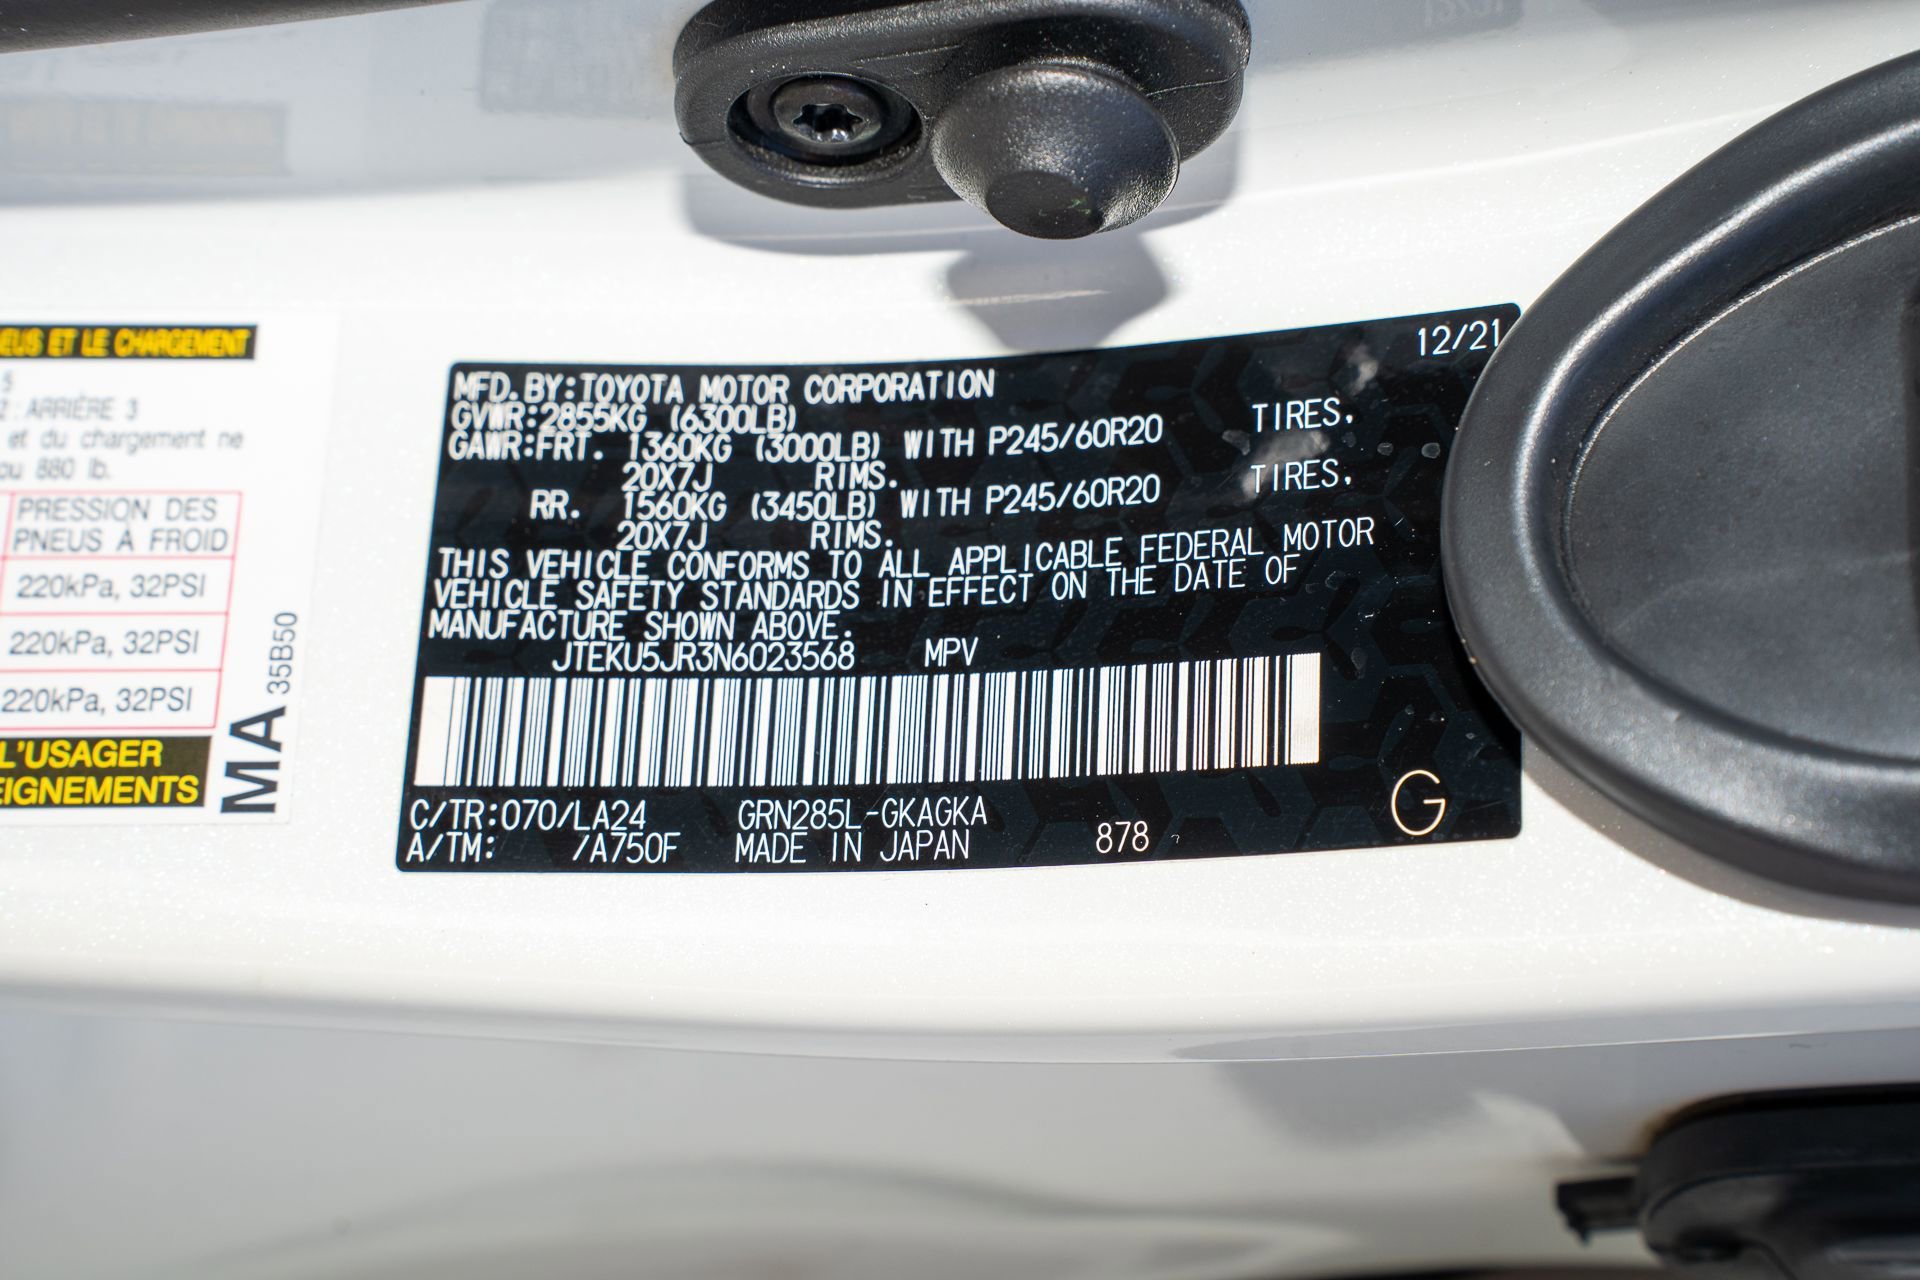 EUS ET LE CHARGEMENT
5
2: ARRIÈRE 3
et du chargement ne
ou 880 lb.
PRESSION DES
PNEUS À FROID
220kPa, 32PSI
220kPa, 32PSI
220kPa, 32PSI
L'USAGER
EIGNEMENTS
MA 35B50
12/21
MFD. BY:TOYOTA MOTOR CORPORATION
GVWR:2855KG (6300LB)
GAWR:FRT. 1360KG (3000LB) WITH P245/60R20 TIRES,
20X7J RIMS.
RR. 1560KG (3450LB) WITH P245/60R20 TIRES,
20X7J RIMS.
THIS VEHICLE CONFORMS TO ALL APPLICABLE FEDERAL MOTOR
VEHICLE SAFETY STANDARDS IN EFFECT ON THE DATE OF
MANUFACTURE SHOWN ABOVE.
JTEKU5JR3N6023568 MPV
C/TR:070/LA24 GRN285L-GKAGKA
A/TM: /A750F MADE IN JAPAN 878
G